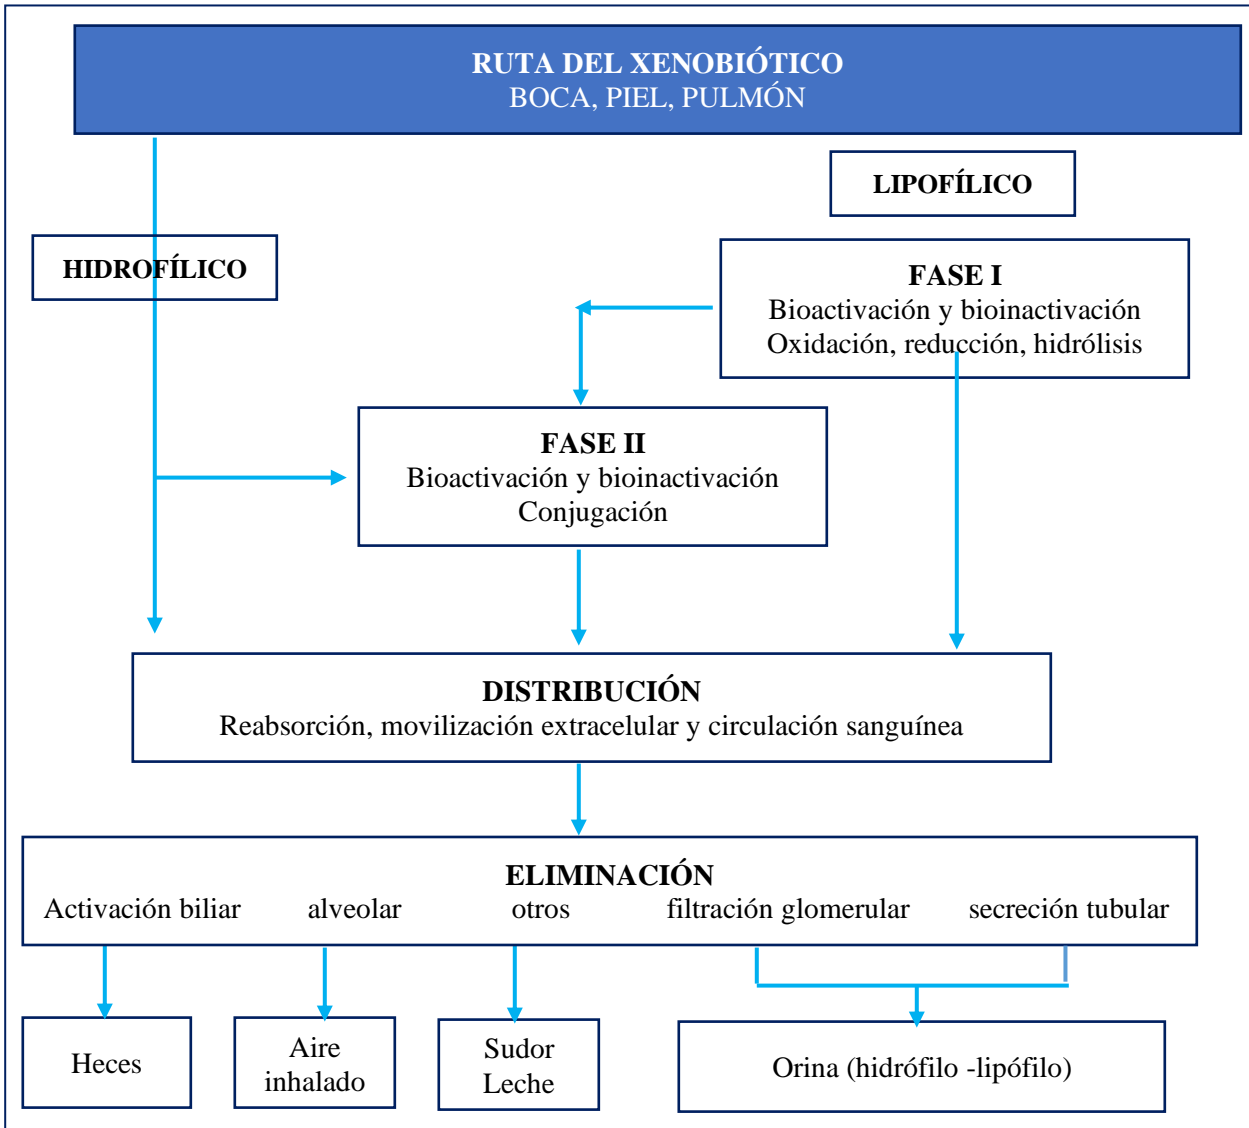 RUTA DEL XENOBIÓTICO
BOCA, PIEL, PULMÓN
LIPOFÍLICO
HIDROFÍLICO
FASE I
Bioactivación y bioinactivación
Oxidación, reducción, hidrólisis
FASE II
Bioactivación y bioinactivación
Conjugación
DISTRIBUCIÓN
Reabsorción, movilización extracelular y circulación sanguínea
ELIMINACIÓN
Activación biliar alveolar otros filtración glomerular secreción tubular
Heces
Aire
inhalado
Sudor
Leche
Orina (hidrófilo -lipófilo)